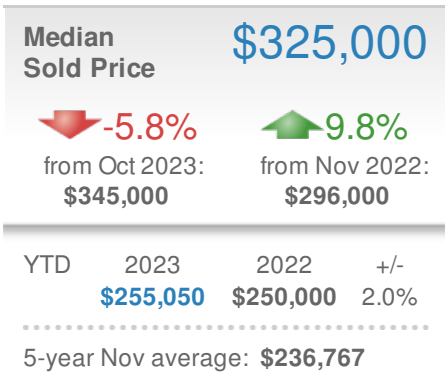 Median $325,000
Sold Price
-5.8% 9.8%
from Oct 2023: from Nov 2022:
$345,000 $296,000
YTD 2023 2022 +/-
$255,050 $250,000 2.0%
5-year Nov average: $236,767